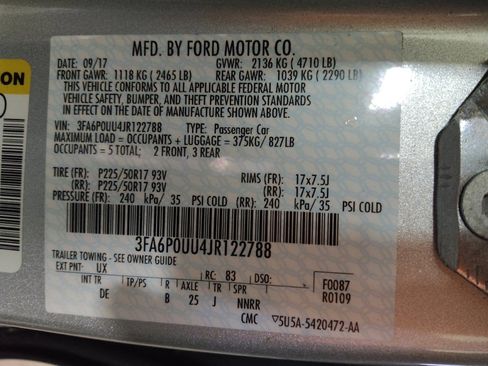 MFD. BY FORD MOTOR CO.
DATE: 09/17 GVWR: 2136 KG ( 4710 LB)
FRONT GAWR: 1118 KG ( 2465 LB) REAR GAWR: 1039 KG ( 2290 LB)
THIS VEHICLE CONFORMS TO ALL APPLICABLE FEDERAL MOTOR
VEHICLE SAFETY, BUMPER, AND THEFT PREVENTION STANDARDS
IN EFFECT ON THE DATE OF MANUFACTURE SHOWN ABOVE.
VIN: 3FA6P0UU4JR122788 TYPE: Passenger Car
MAXIMUM LOAD = OCCUPANTS + LUGGAGE = 375KG/ 827LB
OCCUPANTS = 5 TOTAL; 2 FRONT, 3 REAR
TIRE (FR): P225/50R17 93V RIMS (FR): 17x7.5J
(RR): P225/50R17 93V (RR): 17x7.5J
PRESSURE (FR): 240 kPa/ 35 PSI COLD (RR): 240 kPa/ 35 PSI COLD
3FA6P0UU4JR122788
TRAILER TOWING - SEE OWNER GUIDE
EXT PNT: UX RC: 83 DSO: F0087
R0109
INT TR TP/PS R AXLE TR SPR
DE B 25 J NNRR
CMC ▽5U5A-5420472-AA